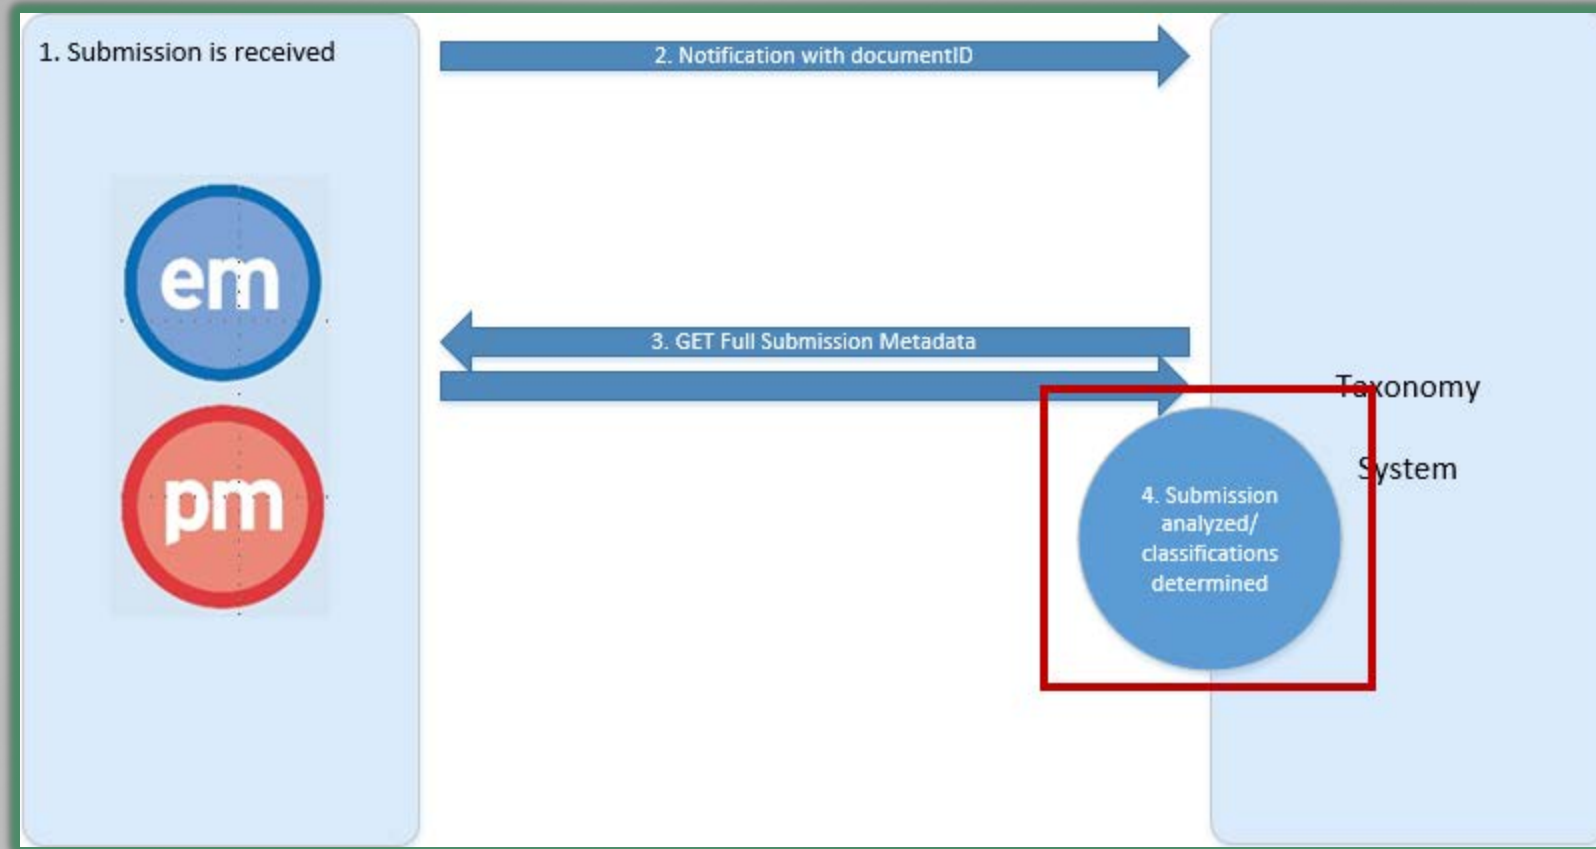 1. Submission is received
2. Notification with documentID
em
3. GET Full Submission Metadata
Taxonomy
System
pm
4. Submission
analyzed/
classifications
determined